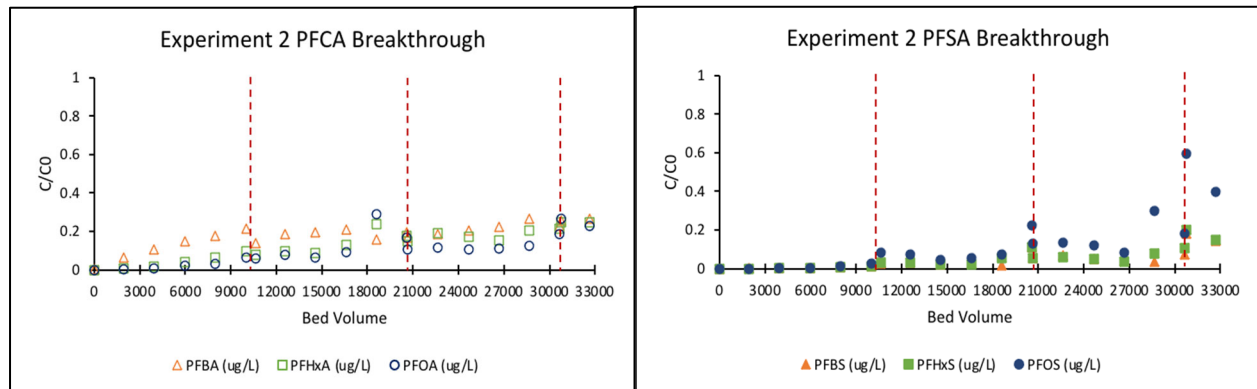 Experiment 2 PFCA Breakthrough
1
0.8
0.6
0.4
0.2
0
C/C0
0 3000 6000 9000 12000 15000 18000 21000 24000 27000 30000 33000
Bed Volume
PFBA (ug/L) PFHxA (ug/L) PFOA (ug/L)
Experiment 2 PFSA Breakthrough
1
0.8
0.6
0.4
0.2
0
C/C0
0 3000 6000 9000 12000 15000 18000 21000 24000 27000 30000 33000
Bed Volume
PFBS (ug/L) PFHxS (ug/L) PFOS (ug/L)